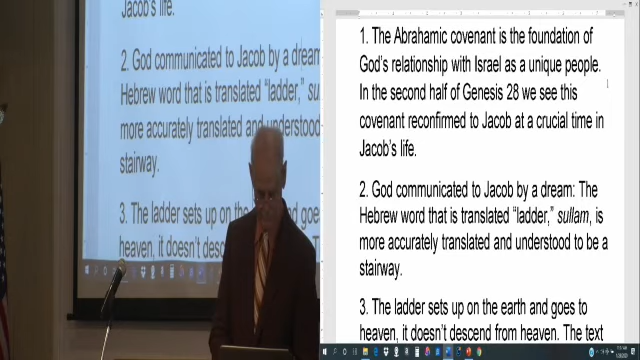 Jacob's life.
2. God communicated to Jacob by a dream
Hebrew word that is translated "ladder," su
more accurately translated and understood
stairway.
3. The ladder sets up on the and goes
heaven, it doesn't desc
1. The Abrahamic covenant is the foundation of
God's relationship with Israel as a unique people.
In the second half of Genesis 28 we see this
covenant reconfirmed to Jacob at a crucial time in
Jacob's life.
2. God communicated to Jacob by a dream: The
Hebrew word that is translated "ladder," sullam, is
more accurately translated and understood to be a
stairway.
3. The ladder sets up on the earth and goes to
heaven, it doesn't descend from heaven. The text